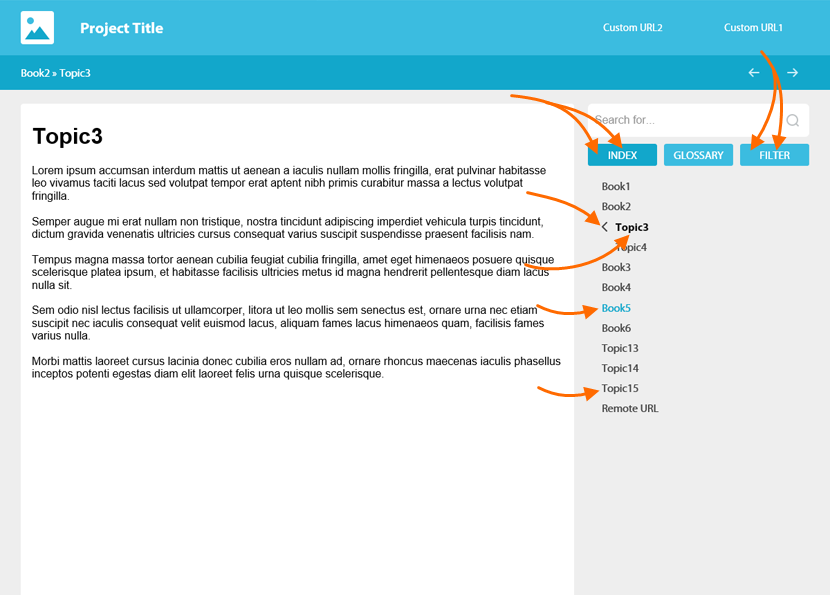 Project Title
Custom URL2
Custom URL1
Book2 » Topic3
Topic3
Lorem ipsum accumsan interdum mattis ut aenean a iaculis nullam mollis fringilla, erat pulvinar habitasse
leo vivamus taciti lacus sed volutpat tempor erat aptent nibh primis curabitur massa a lectus volutpat
fringilla.
Semper augue mi erat nullam non tristique, nostra tincidunt adipiscing imperdiet vehicula turpis tincidunt,
dictum gravida venenatis ultricies cursus consequat varius suscipit suspendisse praesent facilisis nam.
Tempus magna massa tortor aenean cubilia feugiat cubilia fringilla, amet eget himenaeos posuere quisque
scelerisque platea ipsum, et habitasse facilisis ultricies metus id magna hendrerit pellentesque diam lacus
nulla sit.
Sem odio nisl lectus facilisis ut ullamcorper, litora ut leo mollis sem senectus est, ornare urna nec etiam
suscipit nec iaculis consequat velit euismod lacus, aliquam fames lacus himenaeos quam, facilisis fames
varius nulla.
Morbi mattis laoreet cursus lacinia donec cubilia eros nullam ad, ornare rhoncus maecenas iaculis phasellus
inceptos potenti egestas diam elit laoreet felis urna quisque scelerisque.
Search for...
INDEX
GLOSSARY
FILTER
Book1
Book2
Topic3
Topic4
Book3
Book4
Book5
Book6
Topic13
Topic14
Topic15
Remote URL